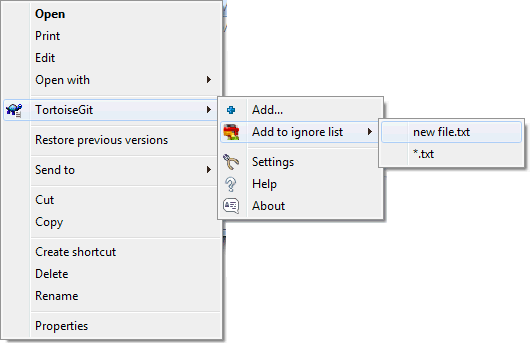 Open
Print
Edit
Open with
TortoiseGit
Restore previous versions
Send to
Cut
Copy
Create shortcut
Delete
Rename
Properties
Add...
Add to ignore list
Settings
Help
About
new file.txt
*.txt